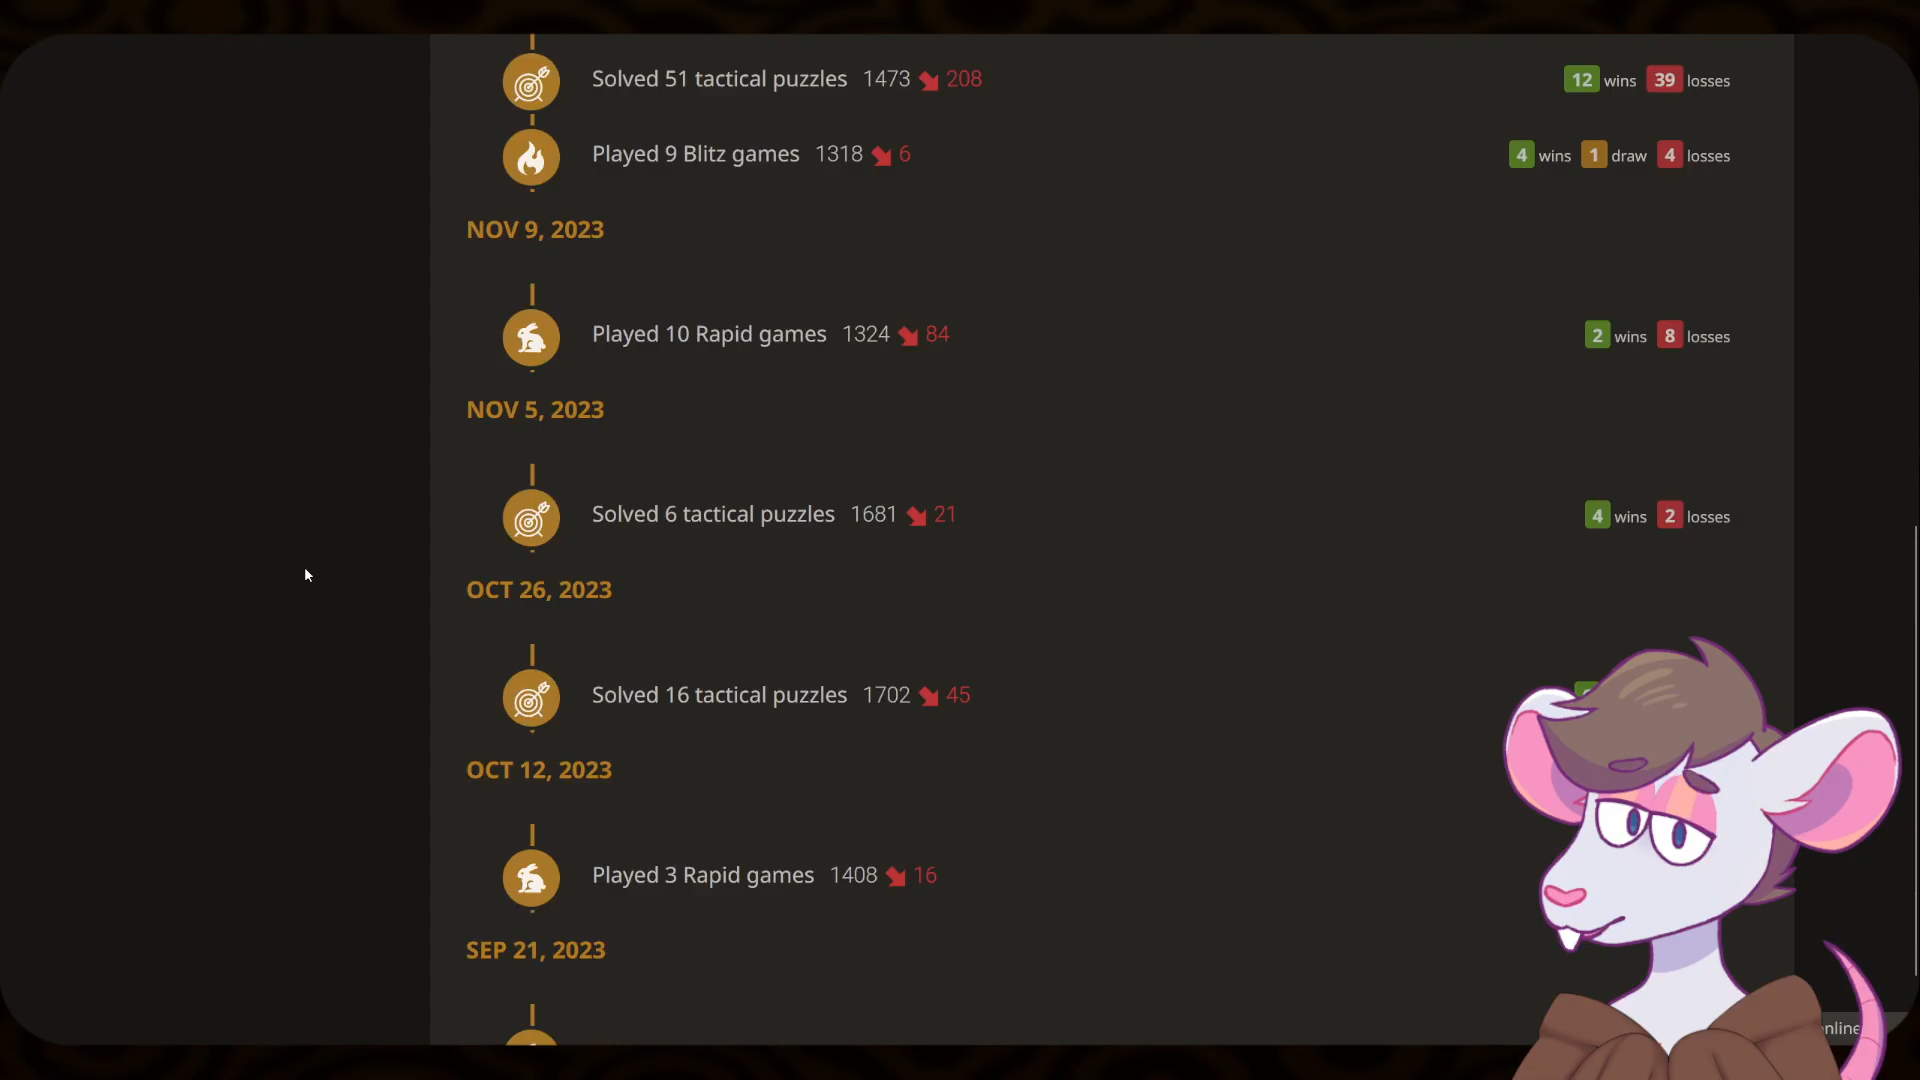 Solved 51 tactical puzzles 1473 208 12 wins 39 losses
Played 9 Blitz games 1318 6 4 wins 1 draw 4 losses
NOV 9, 2023
Played 10 Rapid games 1324 84 2 wins 8 losses
NOV 5, 2023
Solved 6 tactical puzzles 1681 21 4 wins 2 losses
OCT 26, 2023
Solved 16 tactical puzzles 1702 45
OCT 12, 2023
Played 3 Rapid games 1408 16
SEP 21, 2023